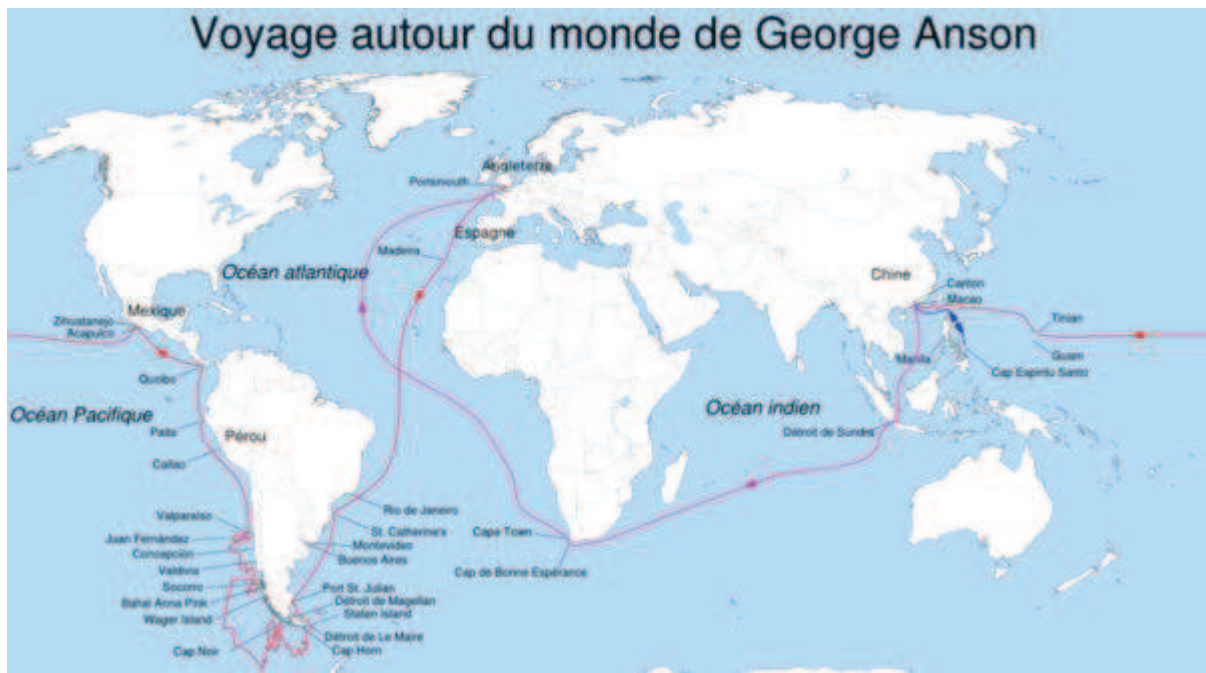 Voyage autour du monde de George Anson
Angleterre
Portsmouth
Espagne
Madeira
Océan atlantique
Chine
Canton
Macao
Mexique
Zihuatanejo
Acapulco
Tinian
Guam
Manila
Cap Espiritu Santo
Quoibo
Océan Pacifique
Océan indien
Paita
Pérou
Détroit de Sundra
Callao
Valparaiso
Rio de Janeiro
Juan Fernández
St. Catherine's
Cape Town
Concepción
Montevideo
Buenos Aires
Valdivia
Cap de Bonne Espérance
Socorro
Port St. Julian
Bahai Anna Pink
Détroit de Magellan
Wager Island
Staten Island
Détroit de Le Maire
Cap Noir
Cap Horn